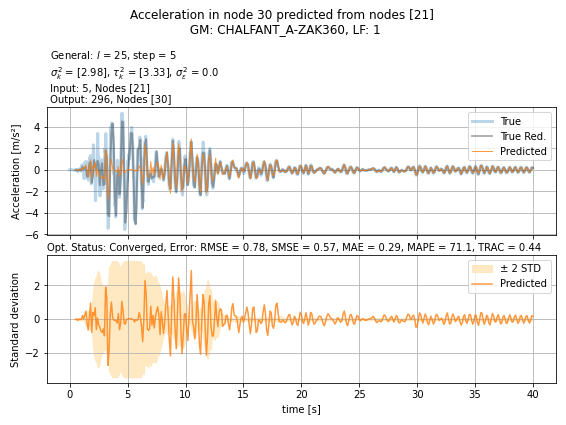 Acceleration in node 30 predicted from nodes [21]
GM: CHALFANT_A-ZAK360, LF: 1
General: l = 25, step = 5
σ²ₖ = [2.98], τ²ₖ = [3.33], σ²ε = 0.0
Input: 5, Nodes [21]
Output: 296, Nodes [30]
Acceleration [m/s²]
4
2
0
−2
−4
−6
True
True Red.
Predicted
Opt. Status: Converged, Error: RMSE = 0.78, SMSE = 0.57, MAE = 0.29, MAPE = 71.1, TRAC = 0.44
Standard deviation
2
0
−2
± 2 STD
Predicted
0 5 10 15 20 25 30 35 40
time [s]